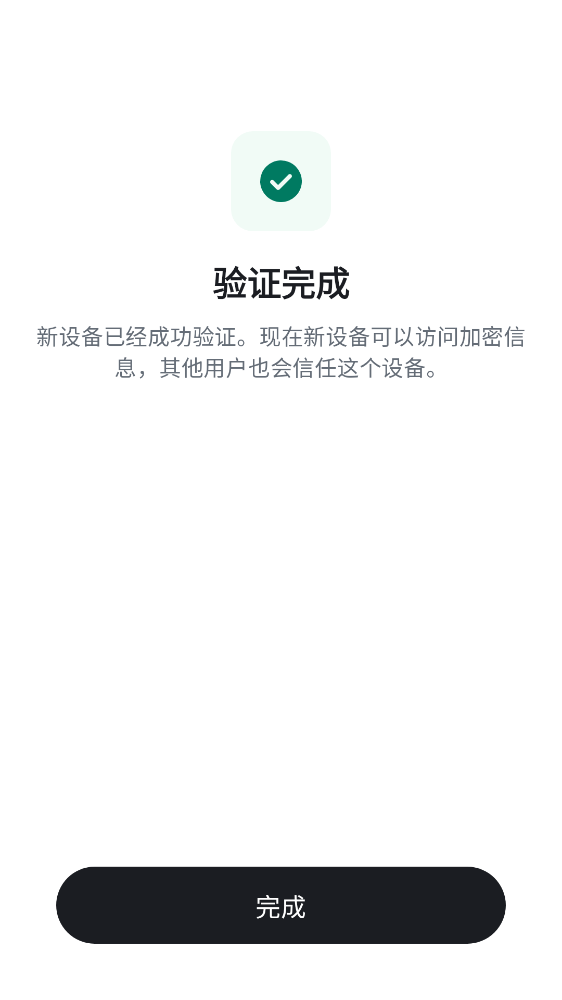 验证完成
新设备已经成功验证。现在新设备可以访问加密信
息，其他用户也会信任这个设备。
完成